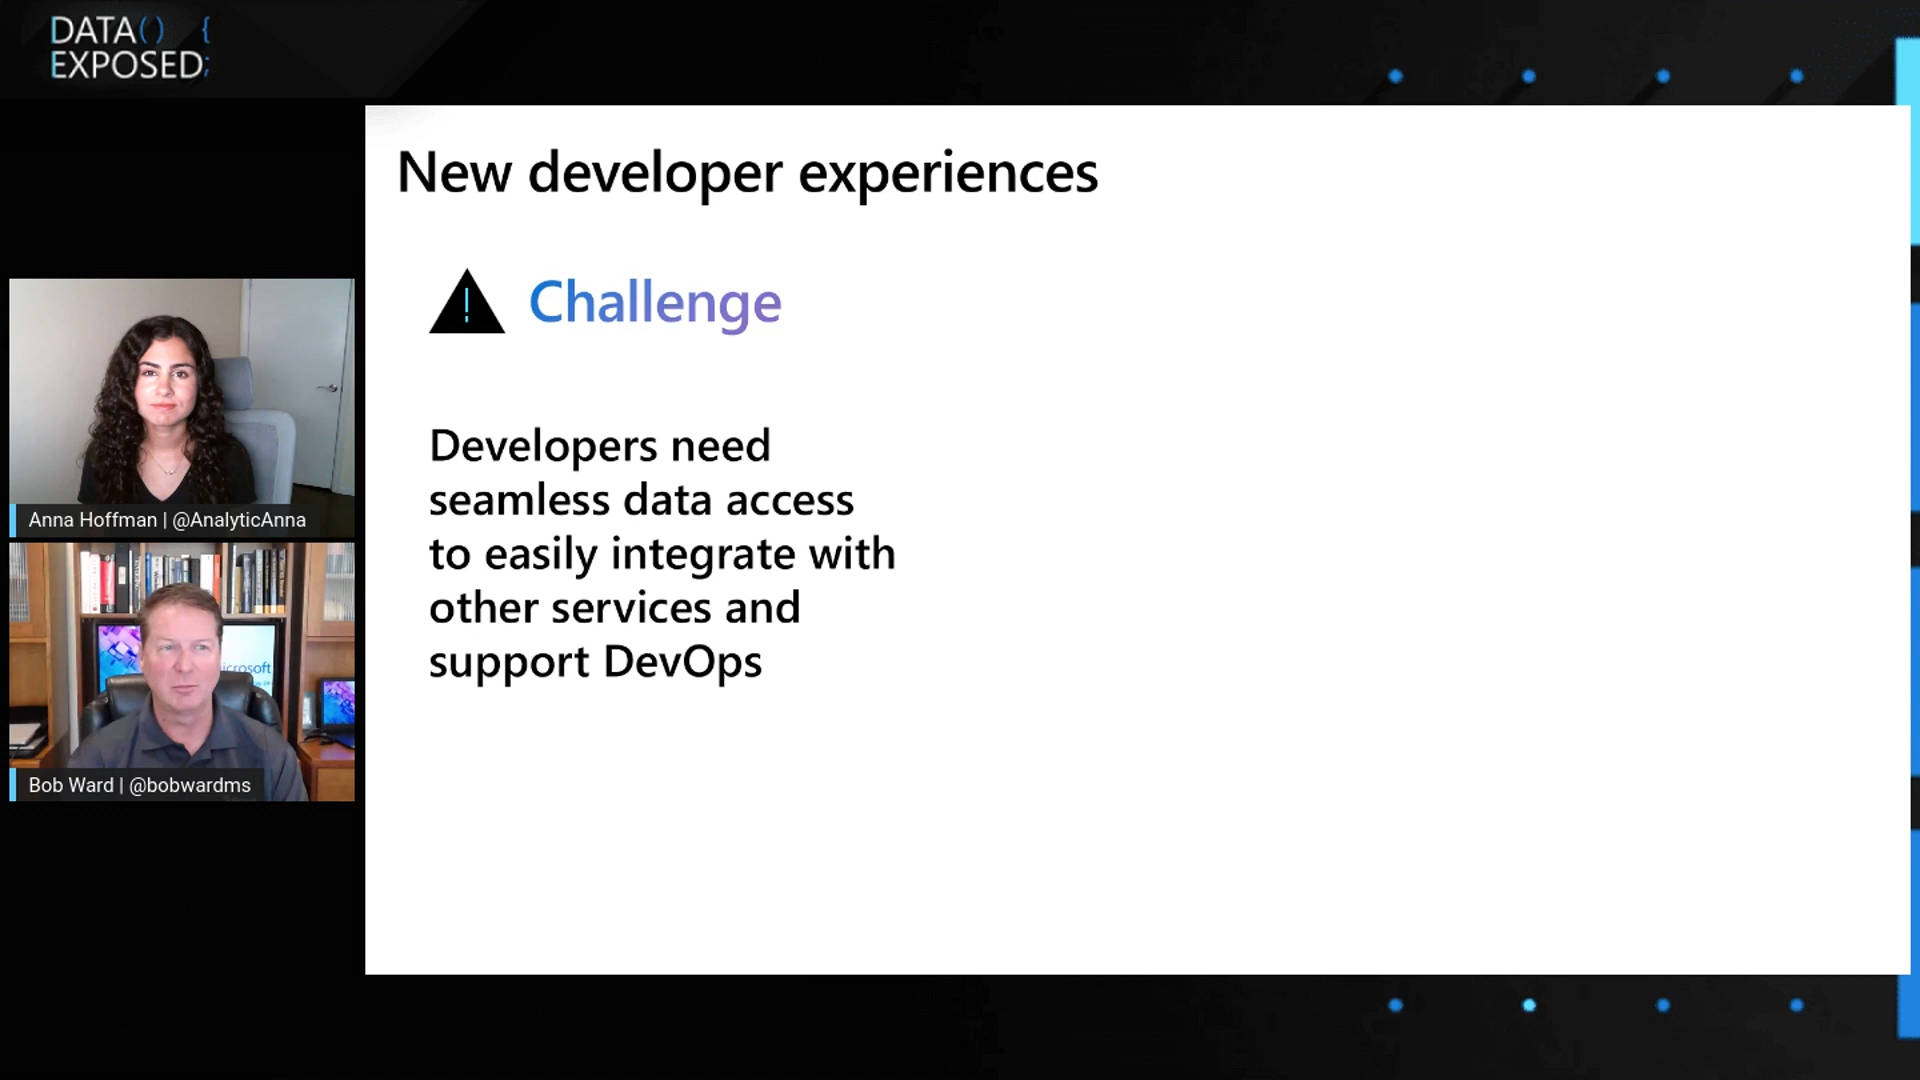 DATA() {
EXPOSED;
New developer experiences
! Challenge
Developers need
seamless data access
to easily integrate with
other services and
support DevOps
Anna Hoffman | @AnalyticAnna
icrosoft
Bob Ward | @bobwardms